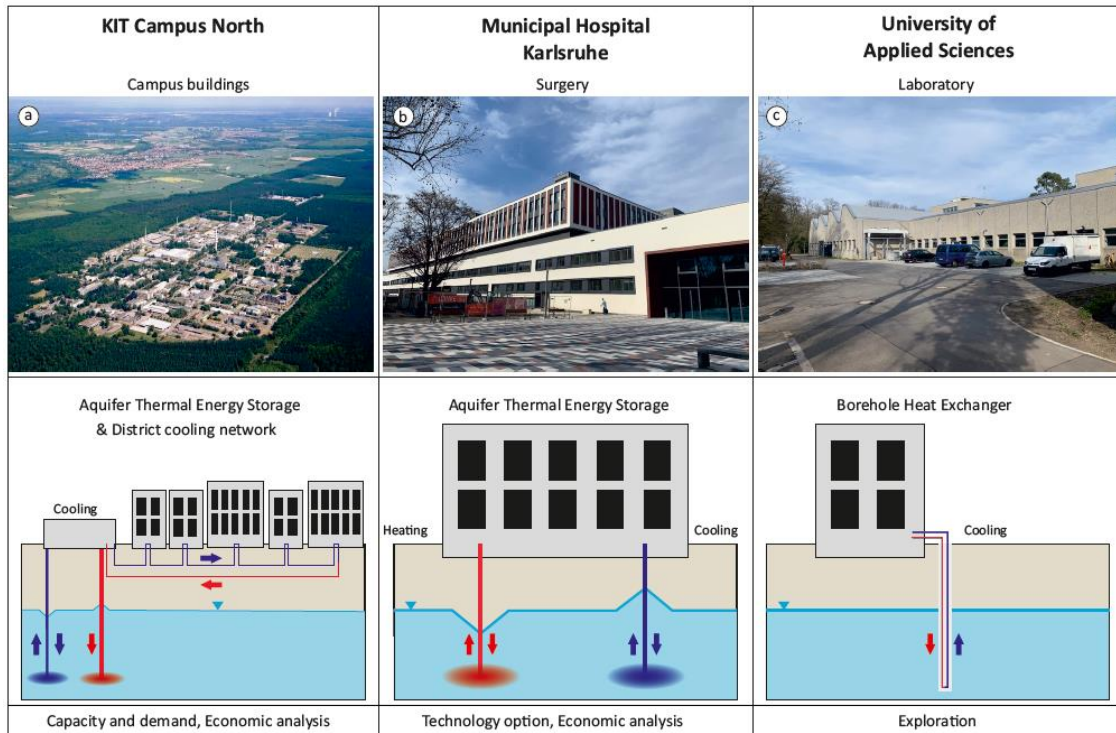 KIT Campus North
Campus buildings
a
Municipal Hospital
Karlsruhe
Surgery
b
University of
Applied Sciences
Laboratory
c
Aquifer Thermal Energy Storage
& District cooling network
Cooling
Aquifer Thermal Energy Storage
Heating
Cooling
Borehole Heat Exchanger
Cooling
Capacity and demand, Economic analysis
Technology option, Economic analysis
Exploration